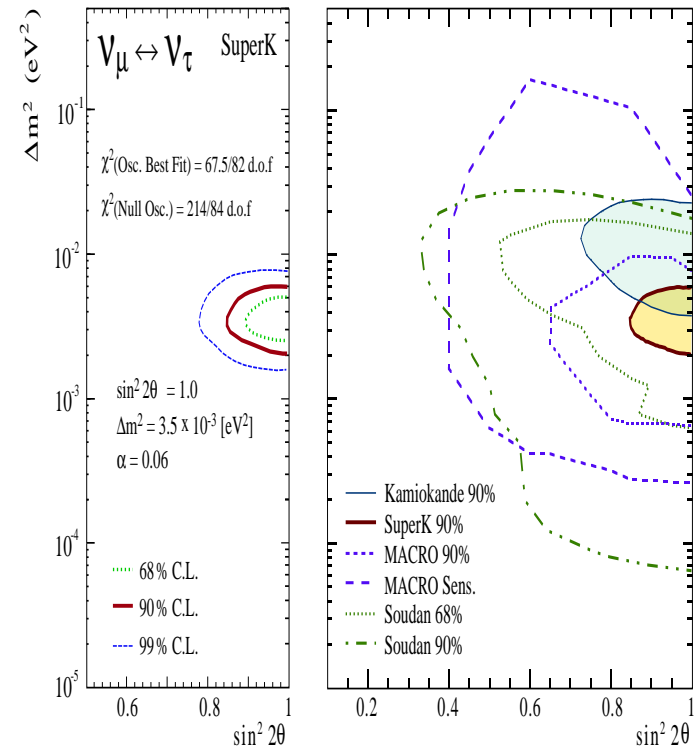 Δm² (eV²)
νμ ↔ ντ SuperK
10⁻¹
χ²(Osc. Best Fit) = 67.5/82 d.o.f
χ²(Null Osc.) = 214/84 d.o.f
10⁻²
sin² 2θ = 1.0
10⁻³
Δm² = 3.5 x 10⁻³ [eV²]
α = 0.06
10⁻⁴
68% C.L.
90% C.L.
99% C.L.
10⁻⁵
0.6 0.8 1
sin² 2θ
Kamiokande 90%
SuperK 90%
MACRO 90%
MACRO Sens.
Soudan 68%
Soudan 90%
0.2 0.4 0.6 0.8 1
sin² 2θ